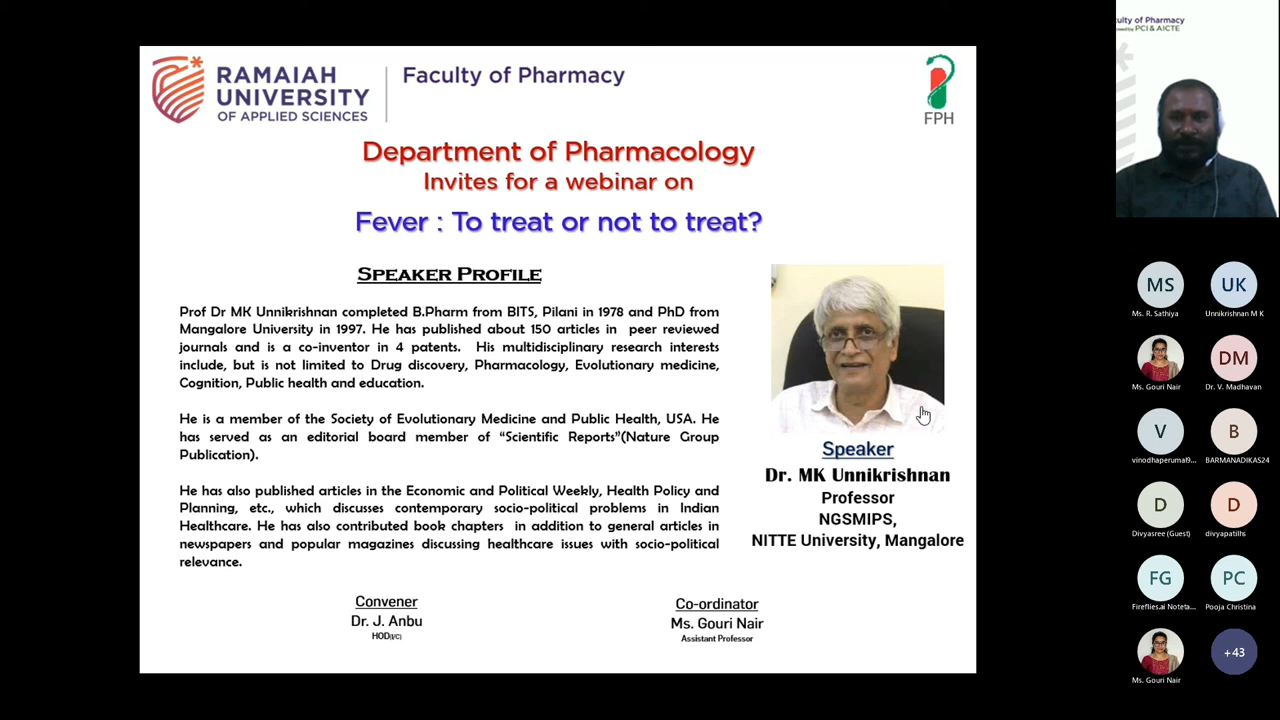 RAMAIAH
UNIVERSITY
OF APPLIED SCIENCES
Faculty of Pharmacy
FPH
Department of Pharmacology
Invites for a webinar on
Fever : To treat or not to treat?
SPEAKER PROFILE
Prof Dr MK Unnikrishnan completed B.Pharm from BITS, Pilani in 1978 and PhD from
Mangalore University in 1997. He has published about 150 articles in peer reviewed
journals and is a co-inventor in 4 patents. His multidisciplinary research interests
include, but is not limited to Drug discovery, Pharmacology, Evolutionary medicine,
Cognition, Public health and education.
He is a member of the Society of Evolutionary Medicine and Public Health, USA. He
has served as an editorial board member of “Scientific Reports”(Nature Group
Publication).
He has also published articles in the Economic and Political Weekly, Health Policy and
Planning, etc., which discusses contemporary socio-political problems in Indian
Healthcare. He has also contributed book chapters in addition to general articles in
newspapers and popular magazines discussing healthcare issues with socio-political
relevance.
Speaker
Dr. MK Unnikrishnan
Professor
NGSMIPS,
NITTE University, Mangalore
Convener
Dr. J. Anbu
HOD(I/C)
Co-ordinator
Ms. Gouri Nair
Assistant Professor
culty of Pharmacy
PCI & AICTE
MS
UK
Ms. R. Sathiya
Unnikrishnan M K
DM
Ms. Gouri Nair
Dr. V. Madhavan
V
B
vinodhaperumal9...
BARMANADIKAS24
D
D
Divyasree (Guest)
divyapatilhs
FG
PC
Fireflies.ai Noteta...
Pooja Christina
+43
Ms. Gouri Nair